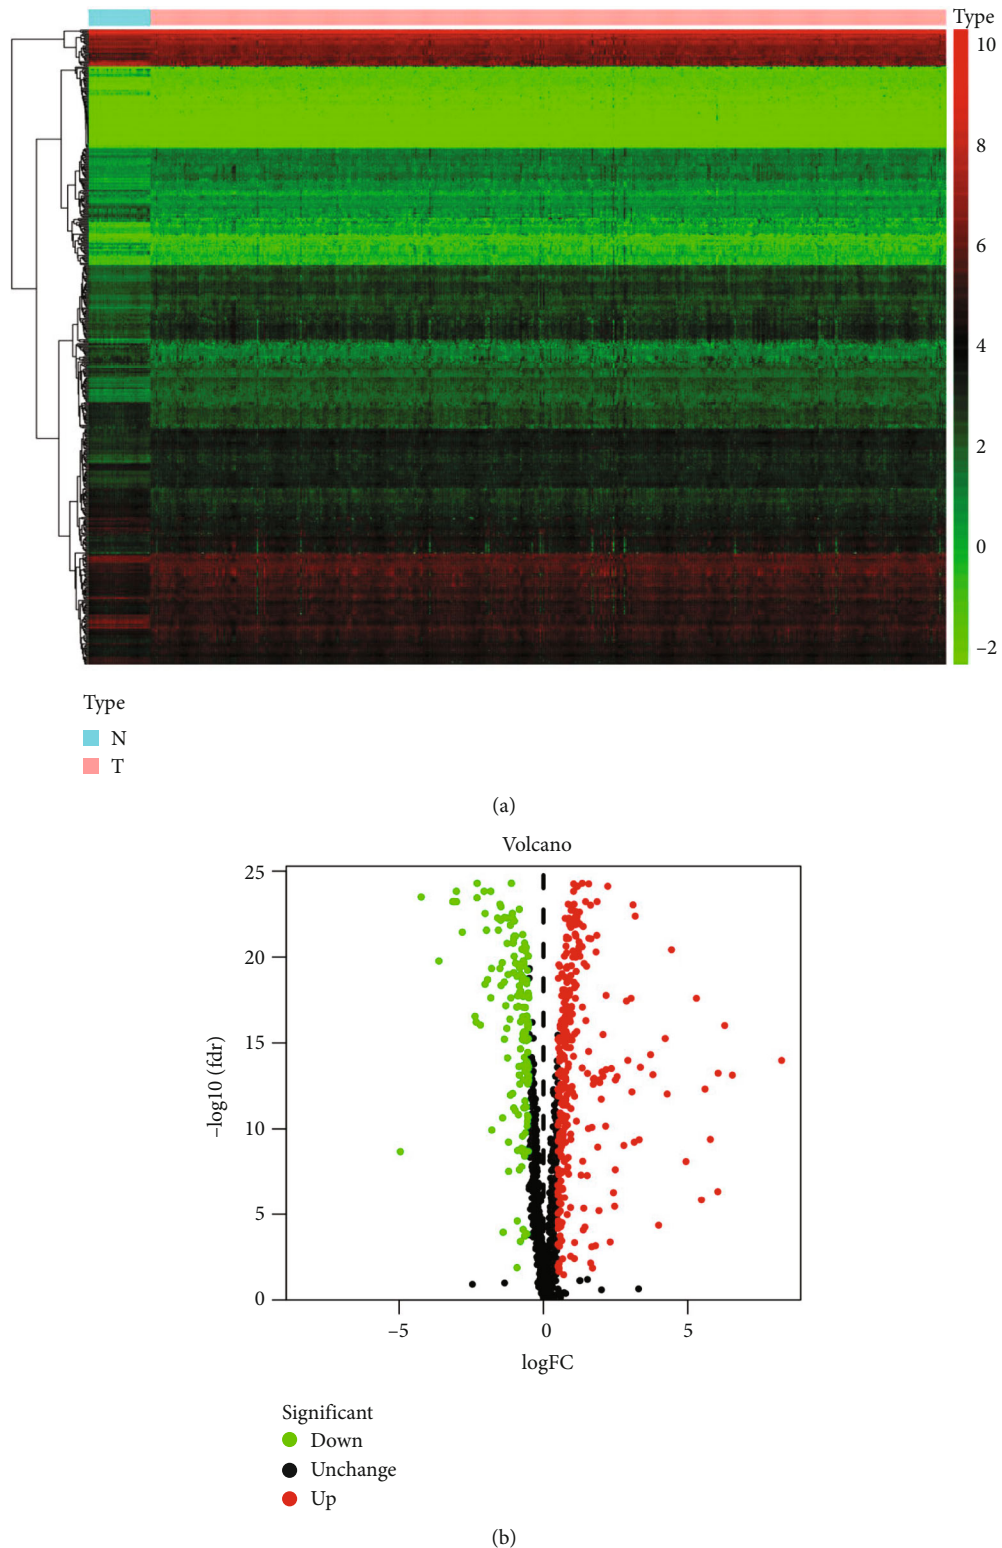 Type
10
8
6
4
2
0
–2
Type
N
T
(a)
Volcano
25
20
15
10
5
0
–log10 (fdr)
–5 0 5
logFC
Significant
Down
Unchange
Up
(b)